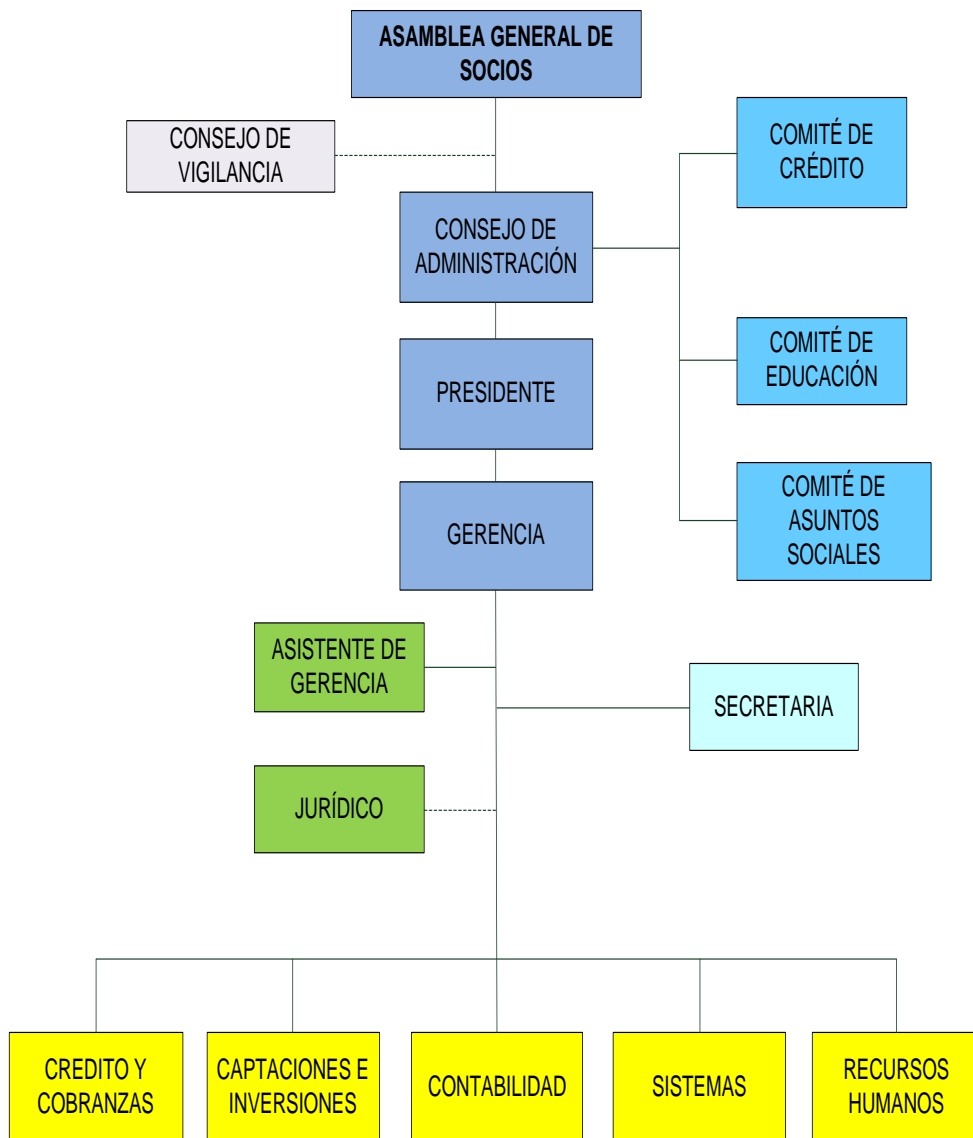 ASAMBLEA GENERAL DE
SOCIOS
CONSEJO DE
VIGILANCIA
COMITÉ DE
CRÉDITO
CONSEJO DE
ADMINISTRACIÓN
COMITÉ DE
EDUCACIÓN
PRESIDENTE
COMITÉ DE
ASUNTOS
SOCIALES
GERENCIA
ASISTENTE DE
GERENCIA
SECRETARIA
JURÍDICO
CREDITO Y
COBRANZAS
CAPTACIONES E
INVERSIONES
CONTABILIDAD
SISTEMAS
RECURSOS
HUMANOS